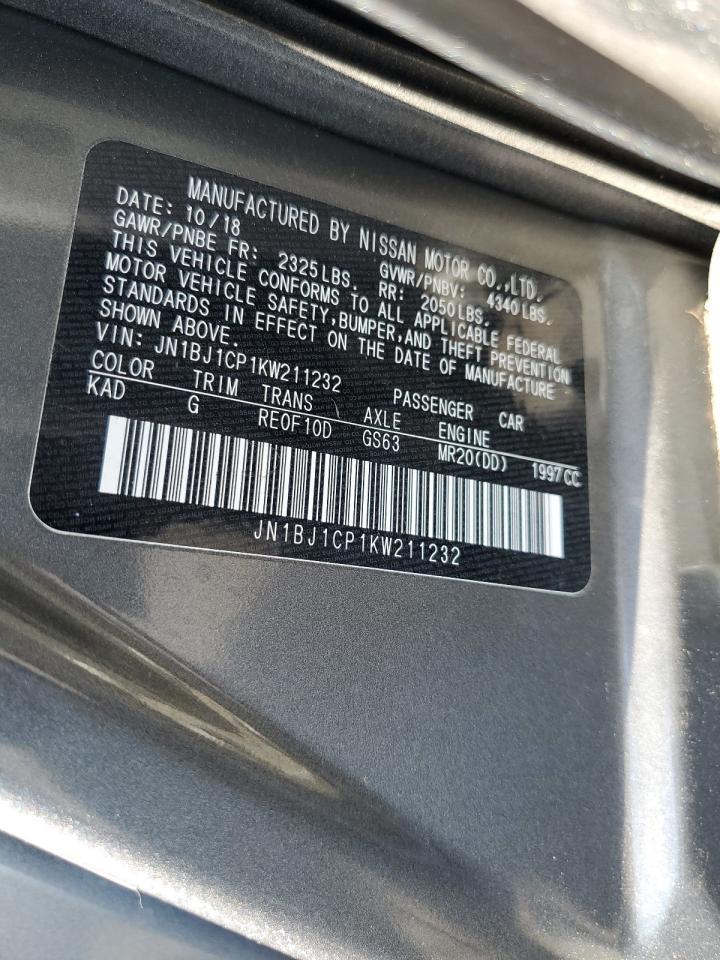 MANUFACTURED BY NISSAN MOTOR CO.,LTD.
DATE: 10/18 GVWR/PNBV: 4340LBS.
GAWR/PNBE FR: 2325LBS. RR: 2050LBS.
THIS VEHICLE CONFORMS TO ALL APPLICABLE FEDERAL
MOTOR VEHICLE SAFETY,BUMPER,AND THEFT PREVENTION
STANDARDS IN EFFECT ON THE DATE OF MANUFACTURE
SHOWN ABOVE.
VIN: JN1BJ1CP1KW211232 PASSENGER CAR
COLOR TRIM TRANS AXLE ENGINE
KAD G RE0F10D GS63 MR20(DD) 1997CC
JN1BJ1CP1KW211232